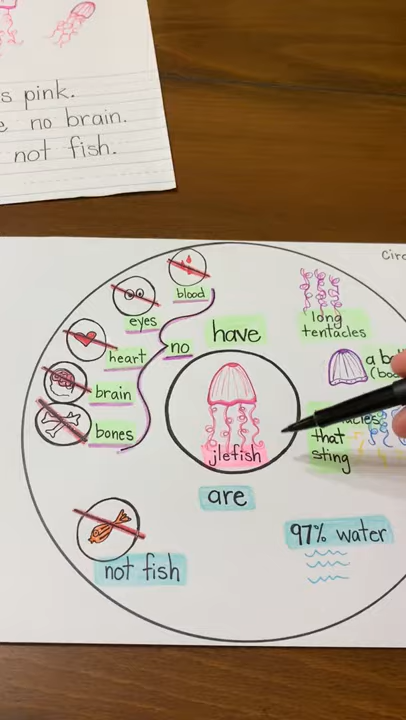 s pink.
no brain.
not fish.
Circ
blood
eyes
no
heart
brain
bones
have
long
tentacles
a
that
sting
jlefish
are
97% water
not fish